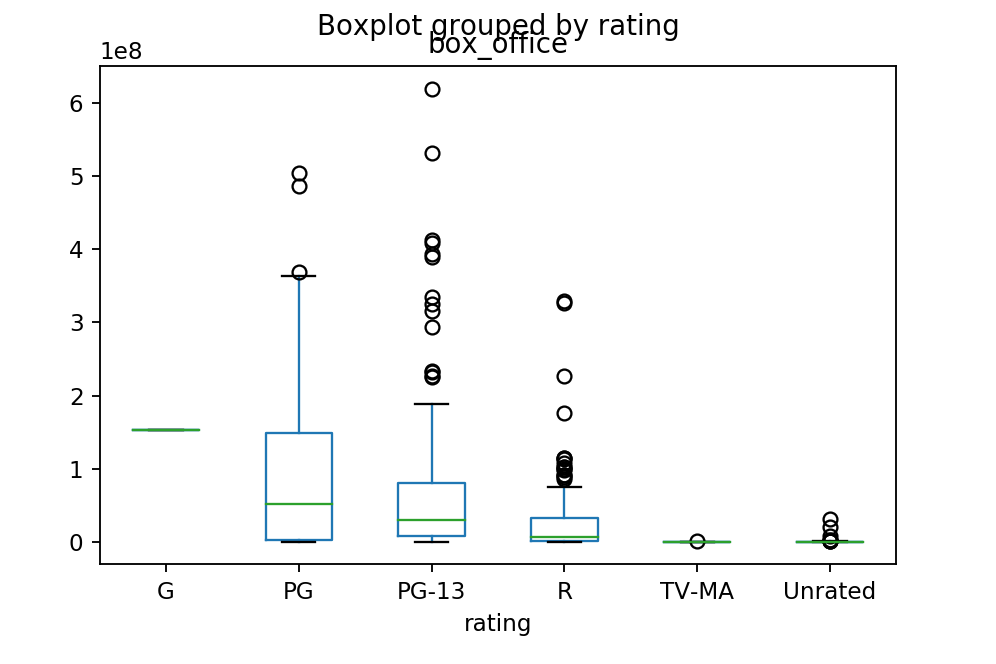 Boxplot grouped by rating
box_office
1e8
6
5
4
3
2
1
0
G PG PG-13 R TV-MA Unrated
rating